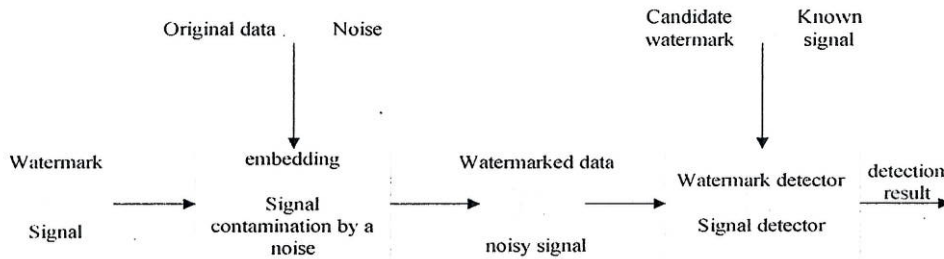 Original data Noise
Candidate watermark
Known signal
Watermark
Signal
embedding
Signal
contamination by a
noise
Watermarked data
noisy signal
Watermark detector
Signal detector
detection
result